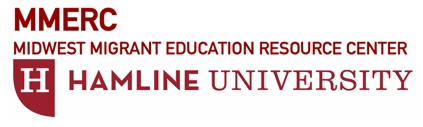 MMERC
MIDWEST MIGRANT EDUCATION RESOURCE CENTER
H HAMLINE UNIVERSITY